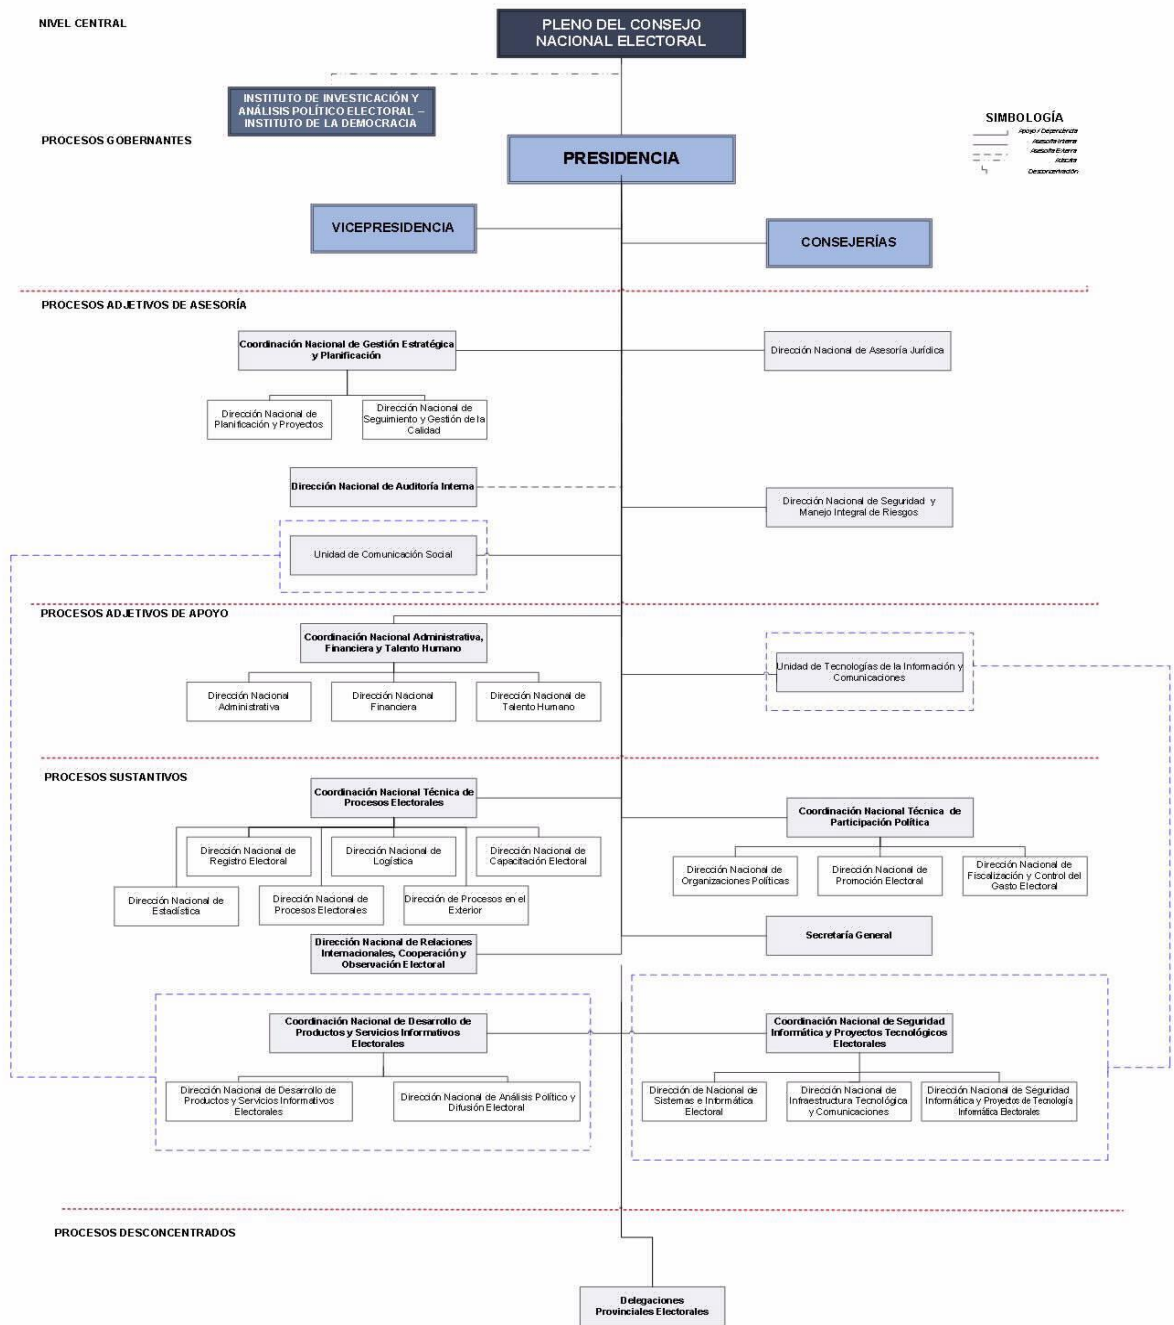 NIVEL CENTRAL
PLENO DEL CONSEJO
NACIONAL ELECTORAL
INSTITUTO DE INVESTICACIÓN Y
ANÁLISIS POLÍTICO ELECTORAL –
INSTITUTO DE LA DEMOCRACIA
SIMBOLOGÍA
Apoyo / Dependencia
Asesoría Interna
Asesoría Externa
Adscrita
Desconcentración
PROCESOS GOBERNANTES
PRESIDENCIA
VICEPRESIDENCIA
CONSEJERÍAS
PROCESOS ADJETIVOS DE ASESORÍA
Coordinación Nacional de Gestión Estratégica
y Planificación
Dirección Nacional de Asesoría Jurídica
Dirección Nacional de
Planificación y Proyectos
Dirección Nacional de
Seguimiento y Gestión de la
Calidad
Dirección Nacional de Auditoría Interna
Dirección Nacional de Seguridad y
Manejo Integral de Riesgos
Unidad de Comunicación Social
PROCESOS ADJETIVOS DE APOYO
Coordinación Nacional Administrativa,
Financiera y Talento Humano
Unidad de Tecnologías de la Información y
Comunicaciones
Dirección Nacional
Administrativa
Dirección Nacional
Financiera
Dirección Nacional de
Talento Humano
PROCESOS SUSTANTIVOS
Coordinación Nacional Técnica de
Procesos Electorales
Coordinación Nacional Técnica de
Participación Política
Dirección Nacional de
Registro Electoral
Dirección Nacional de
Logística
Dirección Nacional de
Capacitación Electoral
Dirección Nacional de
Organizaciones Políticas
Dirección Nacional de
Promoción Electoral
Dirección Nacional de
Fiscalización y Control del
Gasto Electoral
Dirección Nacional de
Estadística
Dirección Nacional de
Procesos Electorales
Dirección de Procesos en el
Exterior
Dirección Nacional de Relaciones
Internacionales, Cooperación y
Observación Electoral
Secretaría General
Coordinación Nacional de Desarrollo de
Productos y Servicios Informativos
Electorales
Coordinación Nacional de Seguridad
Informática y Proyectos Tecnológicos
Electorales
Dirección Nacional de Desarrollo de
Productos y Servicios Informativos
Electorales
Dirección Nacional de Análisis Político y
Difusión Electoral
Dirección de Nacional de
Sistemas e Informática
Electoral
Dirección Nacional de
Infraestructura Tecnológica
y Comunicaciones
Dirección Nacional de Seguridad
Informática y Proyectos de Tecnología
Informática Electorales
PROCESOS DESCONCENTRADOS
Delegaciones
Provinciales Electorales